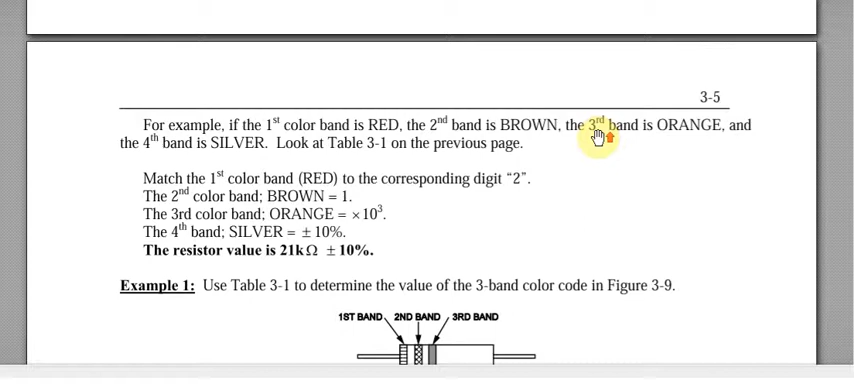 3-5
For example, if the 1st color band is RED, the 2nd band is BROWN, the 3rd band is ORANGE, and
the 4th band is SILVER. Look at Table 3-1 on the previous page.
Match the 1st color band (RED) to the corresponding digit “2”.
The 2nd color band; BROWN = 1.
The 3rd color band; ORANGE = ×10³.
The 4th band; SILVER = ±10%.
The resistor value is 21kΩ ±10%.
Example 1: Use Table 3-1 to determine the value of the 3-band color code in Figure 3-9.
1ST BAND 2ND BAND 3RD BAND